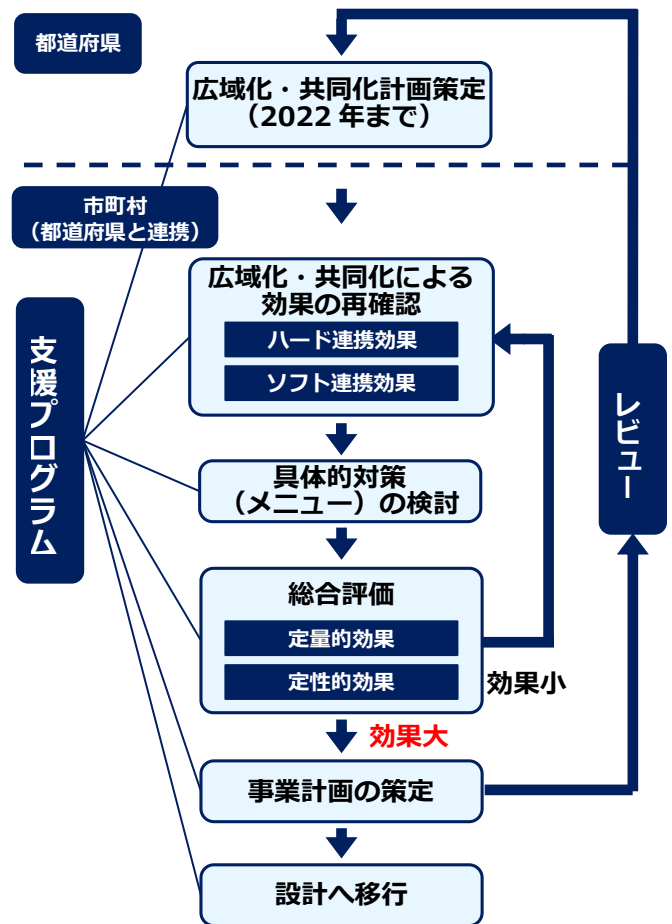 都道府県
広域化・共同化計画策定
（2022 年まで）
市町村
（都道府県と連携）
広域化・共同化による
効果の再確認
ハード連携効果
ソフト連携効果
支援プログラム
レビュー
具体的対策
（メニュー）の検討
総合評価
定量的効果
定性的効果
効果小
効果大
事業計画の策定
設計へ移行